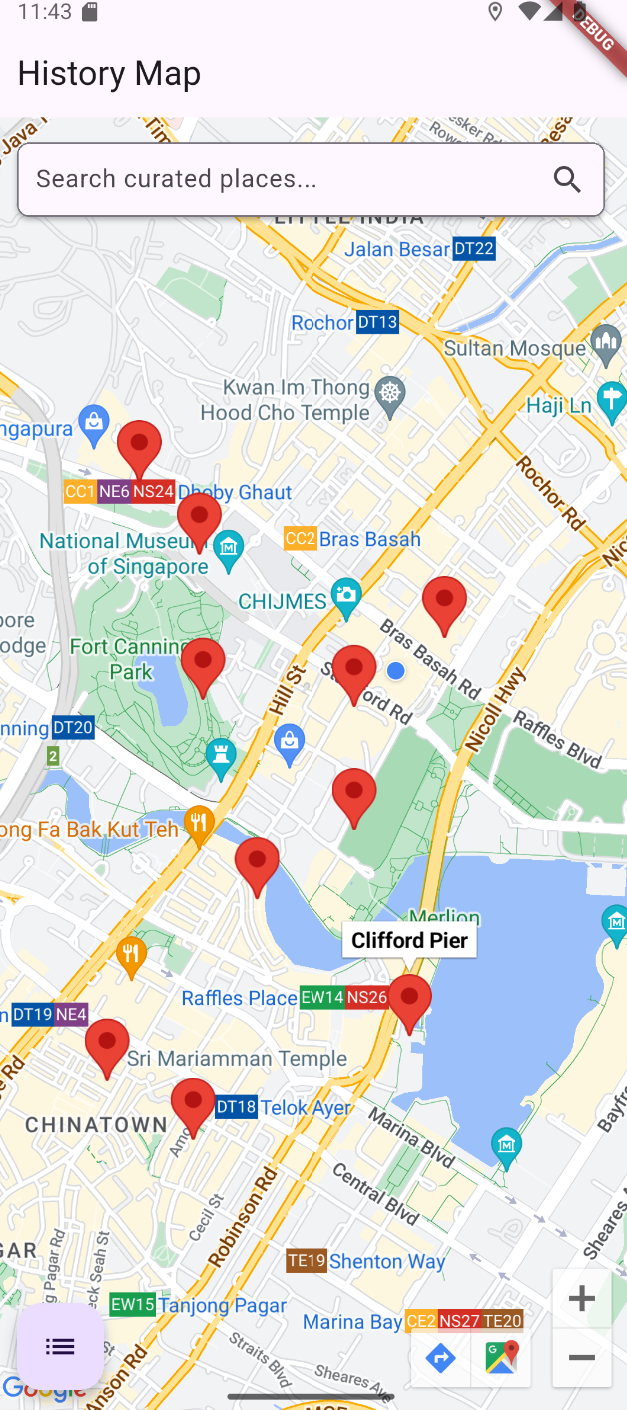 11:43
DEBUG
History Map
Search curated places...
LITTLE INDIA
Jalan Besar DT22
Rochor DT13
Sultan Mosque
Kwan Im Thong
Hood Cho Temple
Haji Ln
ngapura
Rochor Rd
CC1 NE6 NS24 Dhoby Ghaut
National Museum
of Singapore
CC2 Bras Basah
CHIJMES
Bras Basah Rd
Fort Canning
Park
Hill St
Nicoll Hwy
Raffles Blvd
nning DT20
2
ong Fa Bak Kut Teh
Merlion
Clifford Pier
Raffles Place EW14 NS26
DT19 NE4
Sri Mariamman Temple
DT18 Telok Ayer
CHINATOWN
Marina Blvd
Central Blvd
Cecil St
Robinson Rd
TE19 Shenton Way
EW15 Tanjong Pagar
Marina Bay CE2 NS27 TE20
Straits Blvd
Sheares Ave
Anson Rd
Google